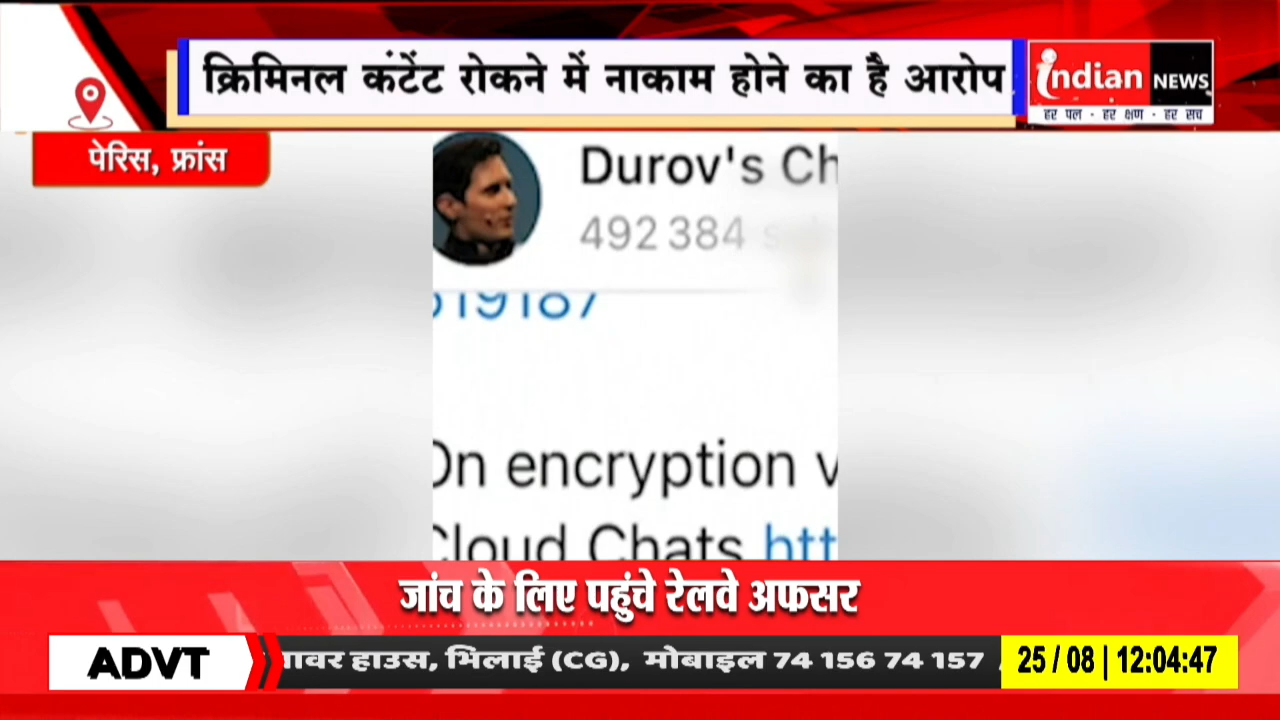 क्रिमिनल कंटेंट रोकने में नाकाम होने का है आरोप
indian NEWS
हर पल - हर क्षण - हर सच
पेरिस, फ्रांस
Durov's Ch
492 384
19187
On encryption v
Cloud Chats htt
जांच के लिए पहुंचे रेलवे अफसर
ADVT
हाउस, भिलाई (CG), मोबाइल 74 156 74 157
25 / 08 | 12:04:47